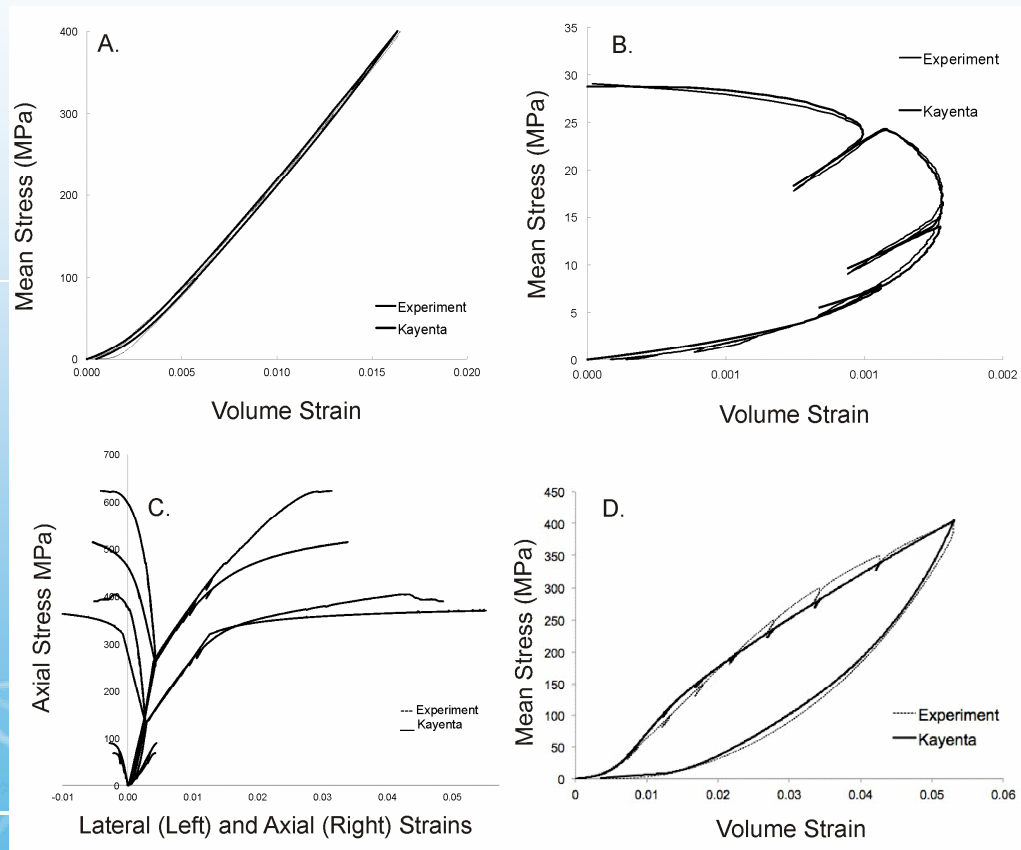 A.
Mean Stress (MPa)
400
300
200
100
0
0.000
0.005
0.010
0.015
0.020
Experiment
Kayenta
Volume Strain
B.
Mean Stress (MPa)
35
30
25
20
15
10
5
0
0.000
0.001
0.001
0.002
Experiment
Kayenta
Volume Strain
C.
Axial Stress MPa
700
600
500
400
300
200
100
0
-0.01
0.00
0.01
0.02
0.03
0.04
0.05
Experiment
Kayenta
Lateral (Left) and Axial (Right) Strains
D.
Mean Stress (MPa)
450
400
350
300
250
200
150
100
50
0
0
0.01
0.02
0.03
0.04
0.05
0.06
Experiment
Kayenta
Volume Strain